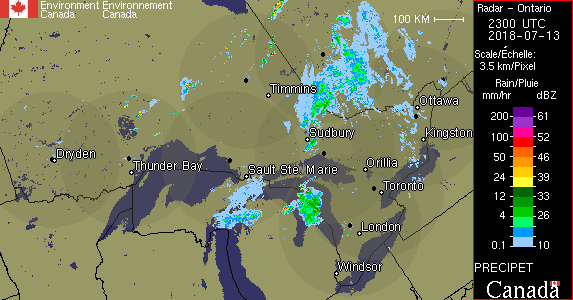 Environment Environnement
Canada Canada
100 KM
Timmins
Ottawa
Sudbury
Kingston
Dryden
Thunder Bay
Sault Ste. Marie
Orillia
Toronto
London
Windsor
Radar - Ontario
2300 UTC
2018-07-13
Scale/Échelle:
3.5 km/Pixel
Rain/Pluie
mm/hr dBZ
200 61
100 52
50 46
24 39
12 33
4 26
0.1 10
PRECIPET
Canada